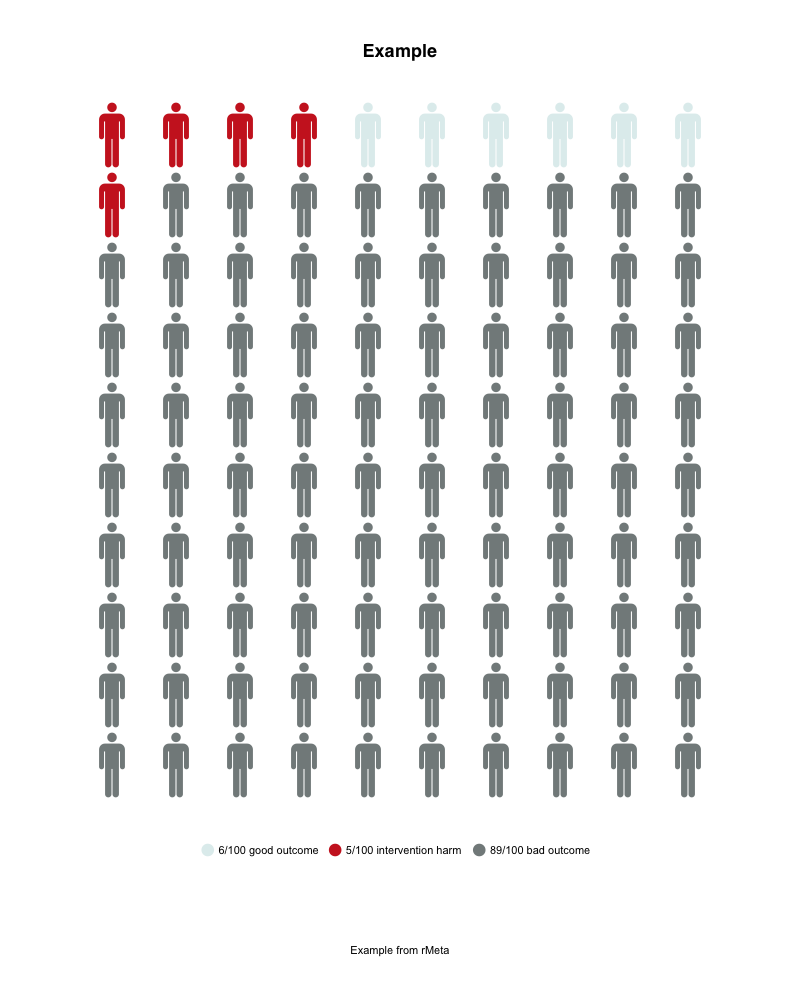 Example
6/100 good outcome 5/100 intervention harm 89/100 bad outcome
Example from rMeta